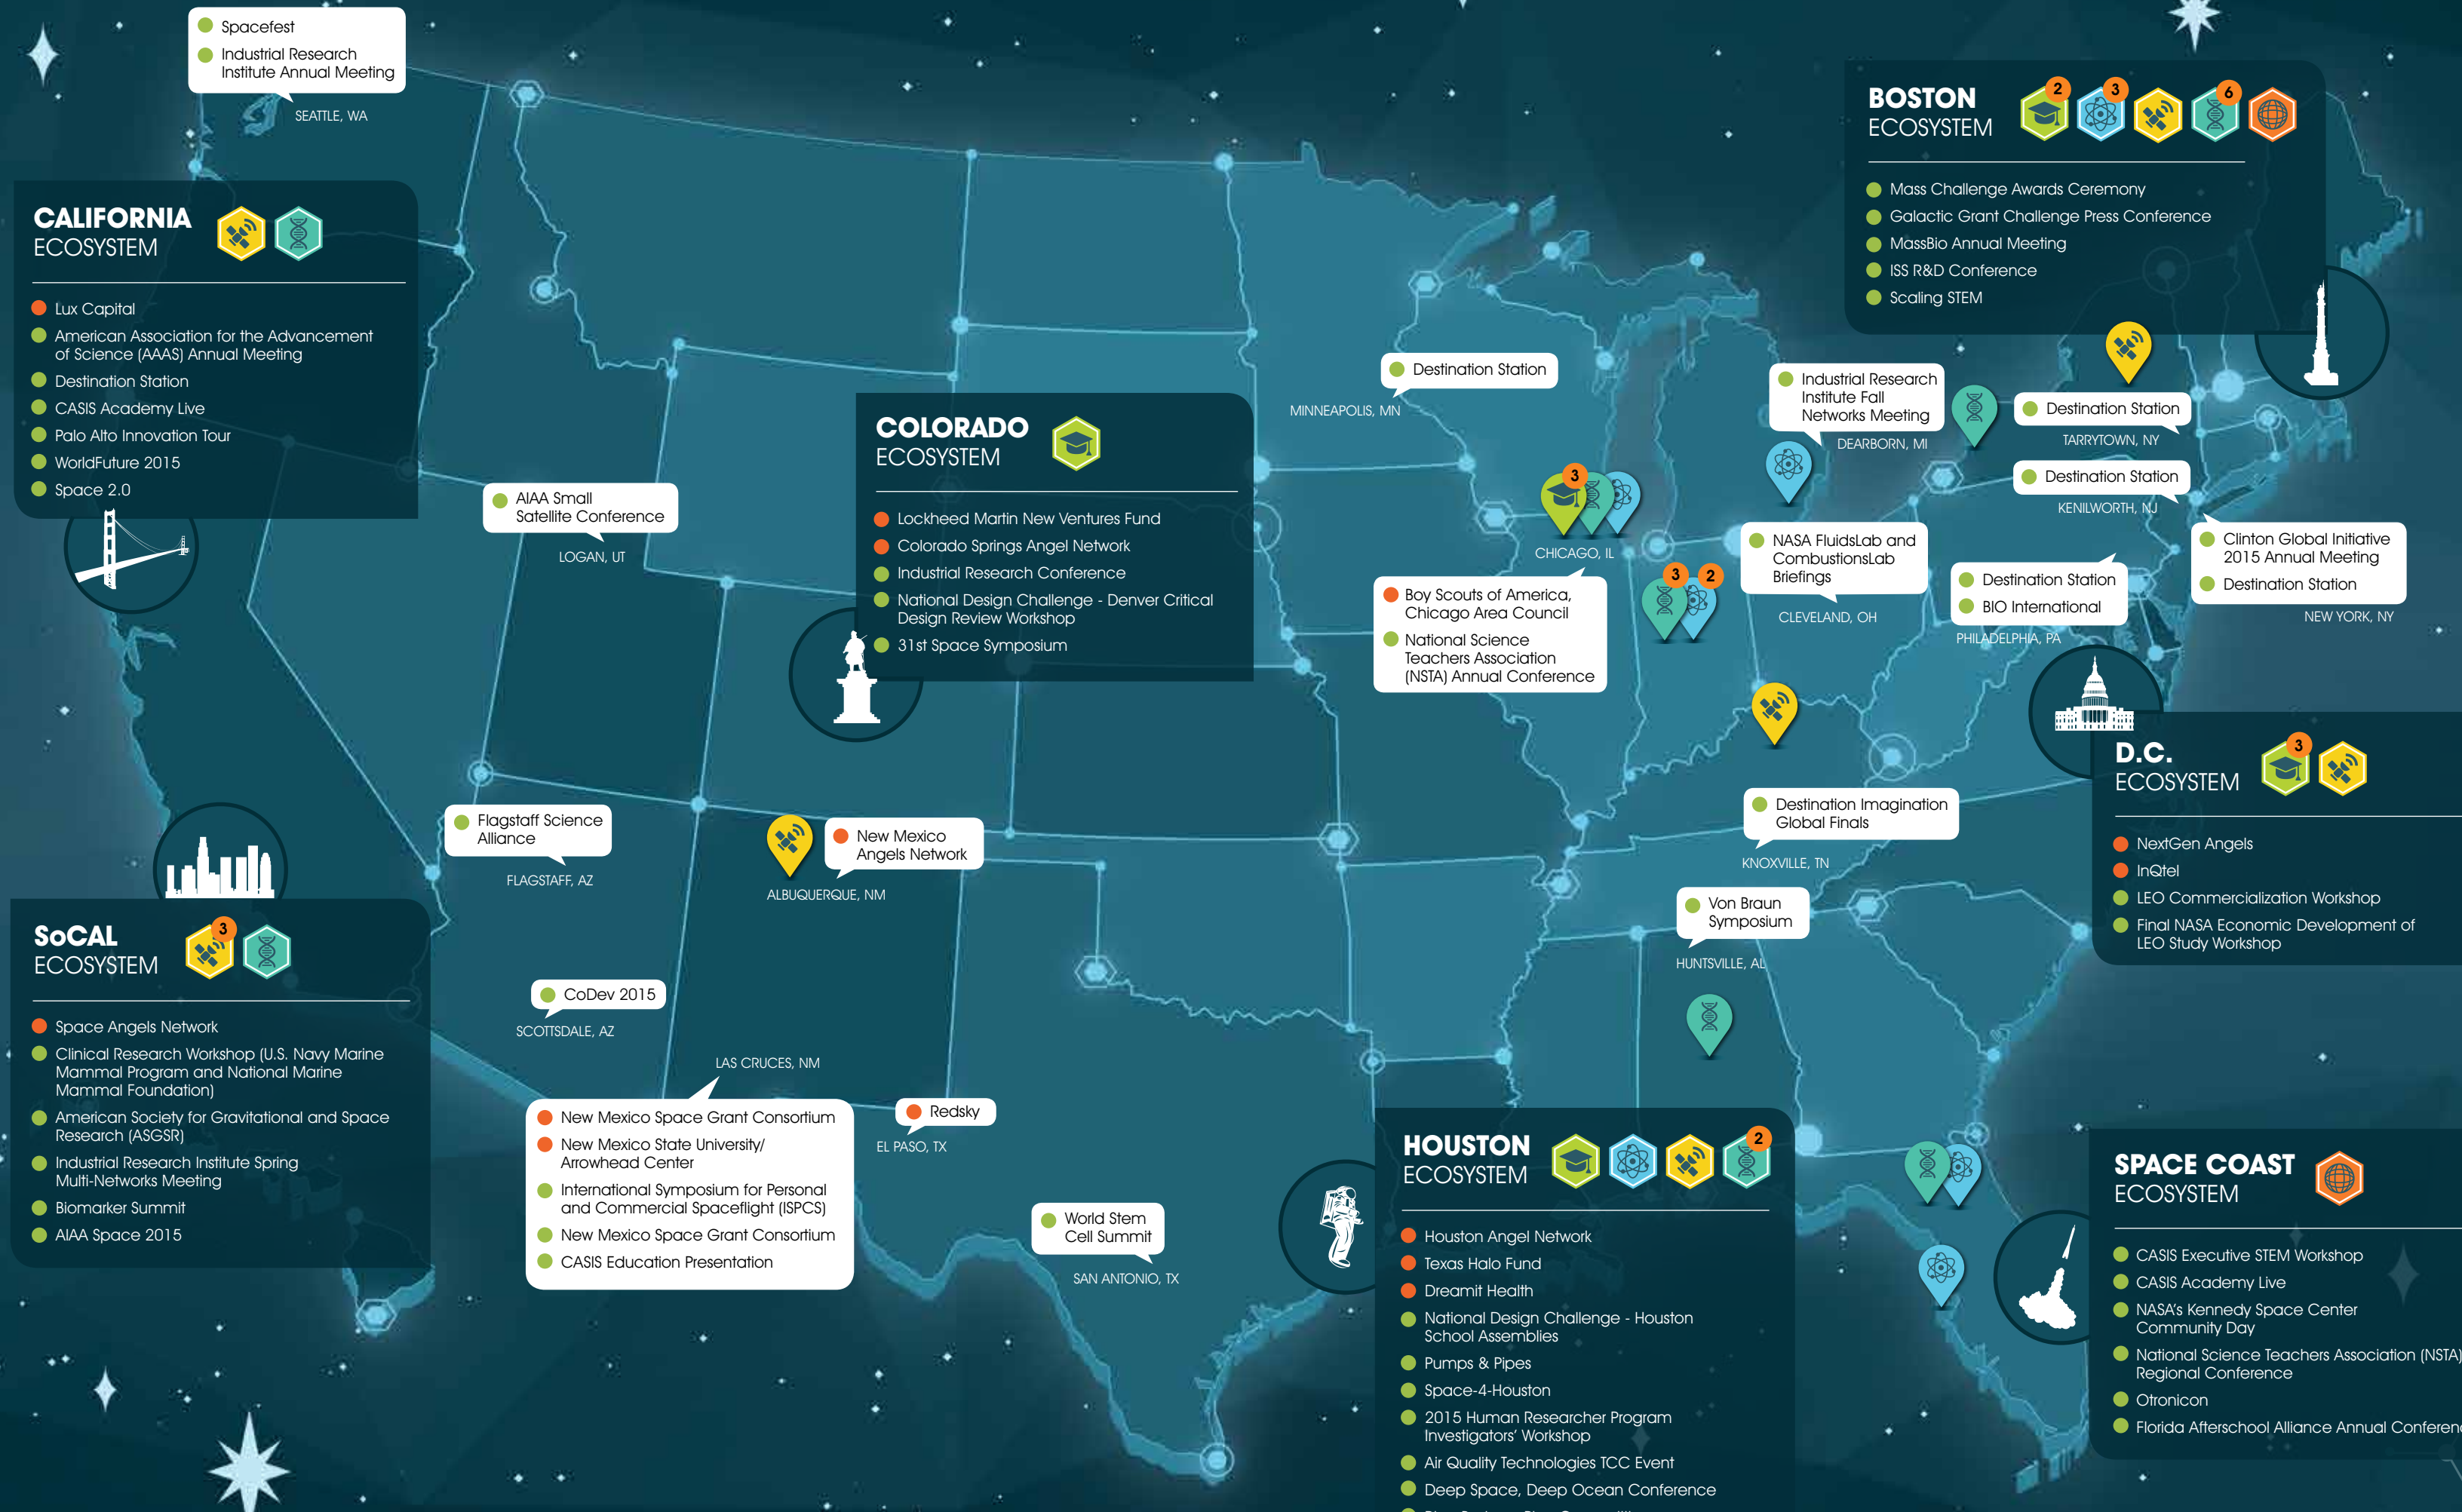 Spacefest
Industrial Research
Institute Annual Meeting
SEATTLE, WA
CALIFORNIA
ECOSYSTEM
Lux Capital
American Association for the Advancement
of Science (AAAS) Annual Meeting
Destination Station
CASIS Academy Live
Palo Alto Innovation Tour
WorldFuture 2015
Space 2.0
BOSTON
ECOSYSTEM
2
3
6
Mass Challenge Awards Ceremony
Galactic Grant Challenge Press Conference
MassBio Annual Meeting
ISS R&D Conference
Scaling STEM
AIAA Small
Satellite Conference
LOGAN, UT
COLORADO
ECOSYSTEM
Lockheed Martin New Ventures Fund
Colorado Springs Angel Network
Industrial Research Conference
National Design Challenge - Denver Critical
Design Review Workshop
31st Space Symposium
Destination Station
MINNEAPOLIS, MN
Industrial Research
Institute Fall
Networks Meeting
DEARBORN, MI
Destination Station
TARRYTOWN, NY
Destination Station
KENILWORTH, NJ
3
CHICAGO, IL
Boy Scouts of America,
Chicago Area Council
National Science
Teachers Association
(NSTA) Annual Conference
3
2
NASA FluidsLab and
CombustionsLab
Briefings
CLEVELAND, OH
Destination Station
BIO International
PHILADELPHIA, PA
Clinton Global Initiative
2015 Annual Meeting
Destination Station
NEW YORK, NY
D.C.
ECOSYSTEM
3
NextGen Angels
InQtel
LEO Commercialization Workshop
Final NASA Economic Development of
LEO Study Workshop
Flagstaff Science
Alliance
FLAGSTAFF, AZ
New Mexico
Angels Network
ALBUQUERQUE, NM
Destination Imagination
Global Finals
KNOXVILLE, TN
Von Braun
Symposium
HUNTSVILLE, AL
SoCAL
ECOSYSTEM
3
Space Angels Network
Clinical Research Workshop (U.S. Navy Marine
Mammal Program and National Marine
Mammal Foundation)
American Society for Gravitational and Space
Research (ASGSR)
Industrial Research Institute Spring
Multi-Networks Meeting
Biomarker Summit
AIAA Space 2015
CoDev 2015
SCOTTSDALE, AZ
LAS CRUCES, NM
New Mexico Space Grant Consortium
New Mexico State University/
Arrowhead Center
International Symposium for Personal
and Commercial Spaceflight (ISPCS)
New Mexico Space Grant Consortium
CASIS Education Presentation
Redsky
EL PASO, TX
World Stem
Cell Summit
SAN ANTONIO, TX
HOUSTON
ECOSYSTEM
2
Houston Angel Network
Texas Halo Fund
Dreamit Health
National Design Challenge - Houston
School Assemblies
Pumps & Pipes
Space-4-Houston
2015 Human Researcher Program
Investigators' Workshop
Air Quality Technologies TCC Event
Deep Space, Deep Ocean Conference
SPACE COAST
ECOSYSTEM
CASIS Executive STEM Workshop
CASIS Academy Live
NASA's Kennedy Space Center
Community Day
National Science Teachers Association (NSTA)
Regional Conference
Otronicon
Florida Afterschool Alliance Annual Conferen